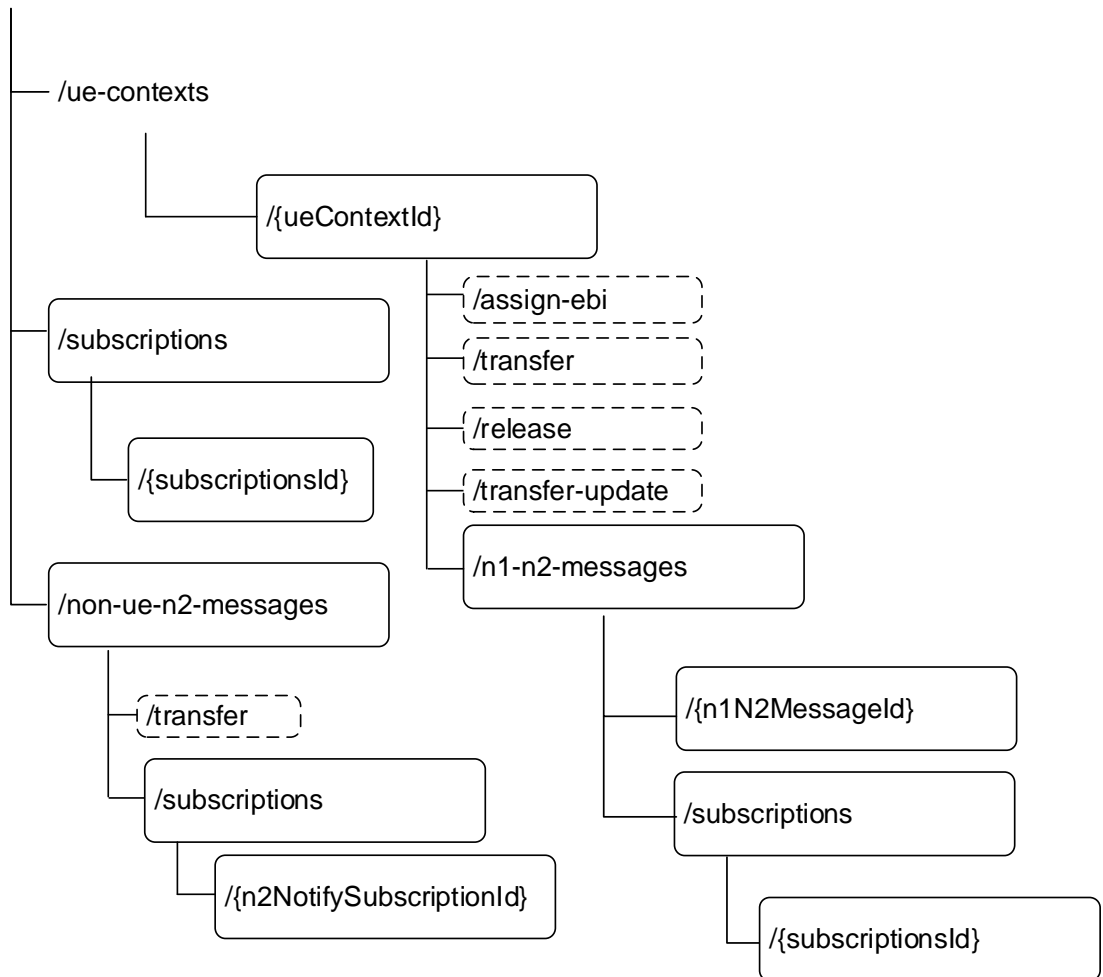 /ue-contexts
/{ueContextId}
/assign-ebi
/transfer
/release
/transfer-update
/n1-n2-messages
/{n1N2MessageId}
/subscriptions
/{subscriptionsId}
/subscriptions
/{subscriptionsId}
/non-ue-n2-messages
/transfer
/subscriptions
/{n2NotifySubscriptionId}